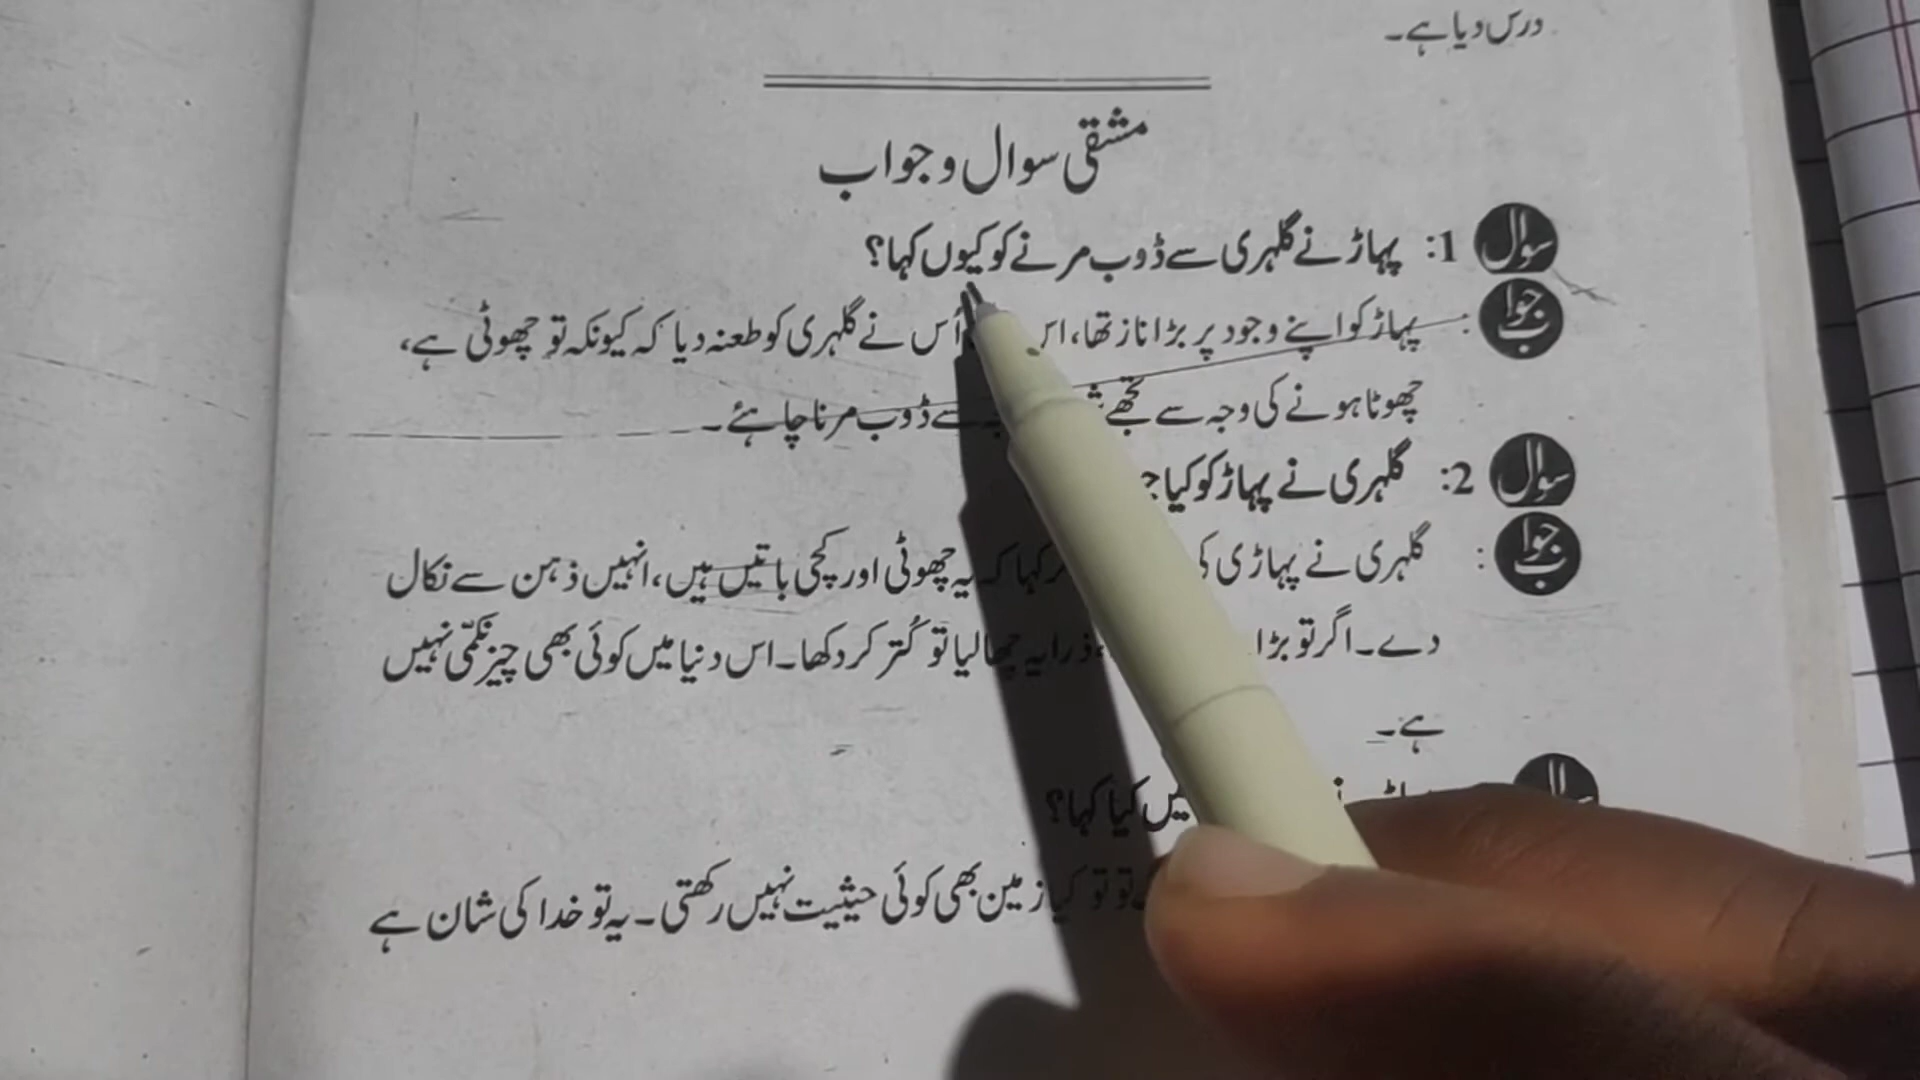 درس دیا ہے۔
مشقی سوال و جواب
سوال 1: پہاڑ نے گلہری سے ڈوب مرنے کو کیوں کہا؟
جواب : پہاڑ کو اپنے وجود پر بڑا ناز تھا، اس اُس نے گلہری کو طعنہ دیا کہ کیونکہ تو چھوٹی ہے،
چھوٹا ہونے کی وجہ سے تجھے سے ڈوب مرنا چاہئے۔
سوال 2: گلہری نے پہاڑ کو کیا
جواب : گلہری نے پہاڑی کی کہا کہ یہ چھوٹی اور کچی باتیں ہیں، انہیں ذہن سے نکال
دے۔ اگر تو بڑا ذرا یہ چھالیا تو کُتر کر دکھا۔ اس دنیا میں کوئی بھی چیز نکمّی نہیں
ہے۔
کیا کہا؟
تو کیا زمین بھی کوئی حیثیت نہیں رکھتی۔ یہ تو خدا کی شان ہے